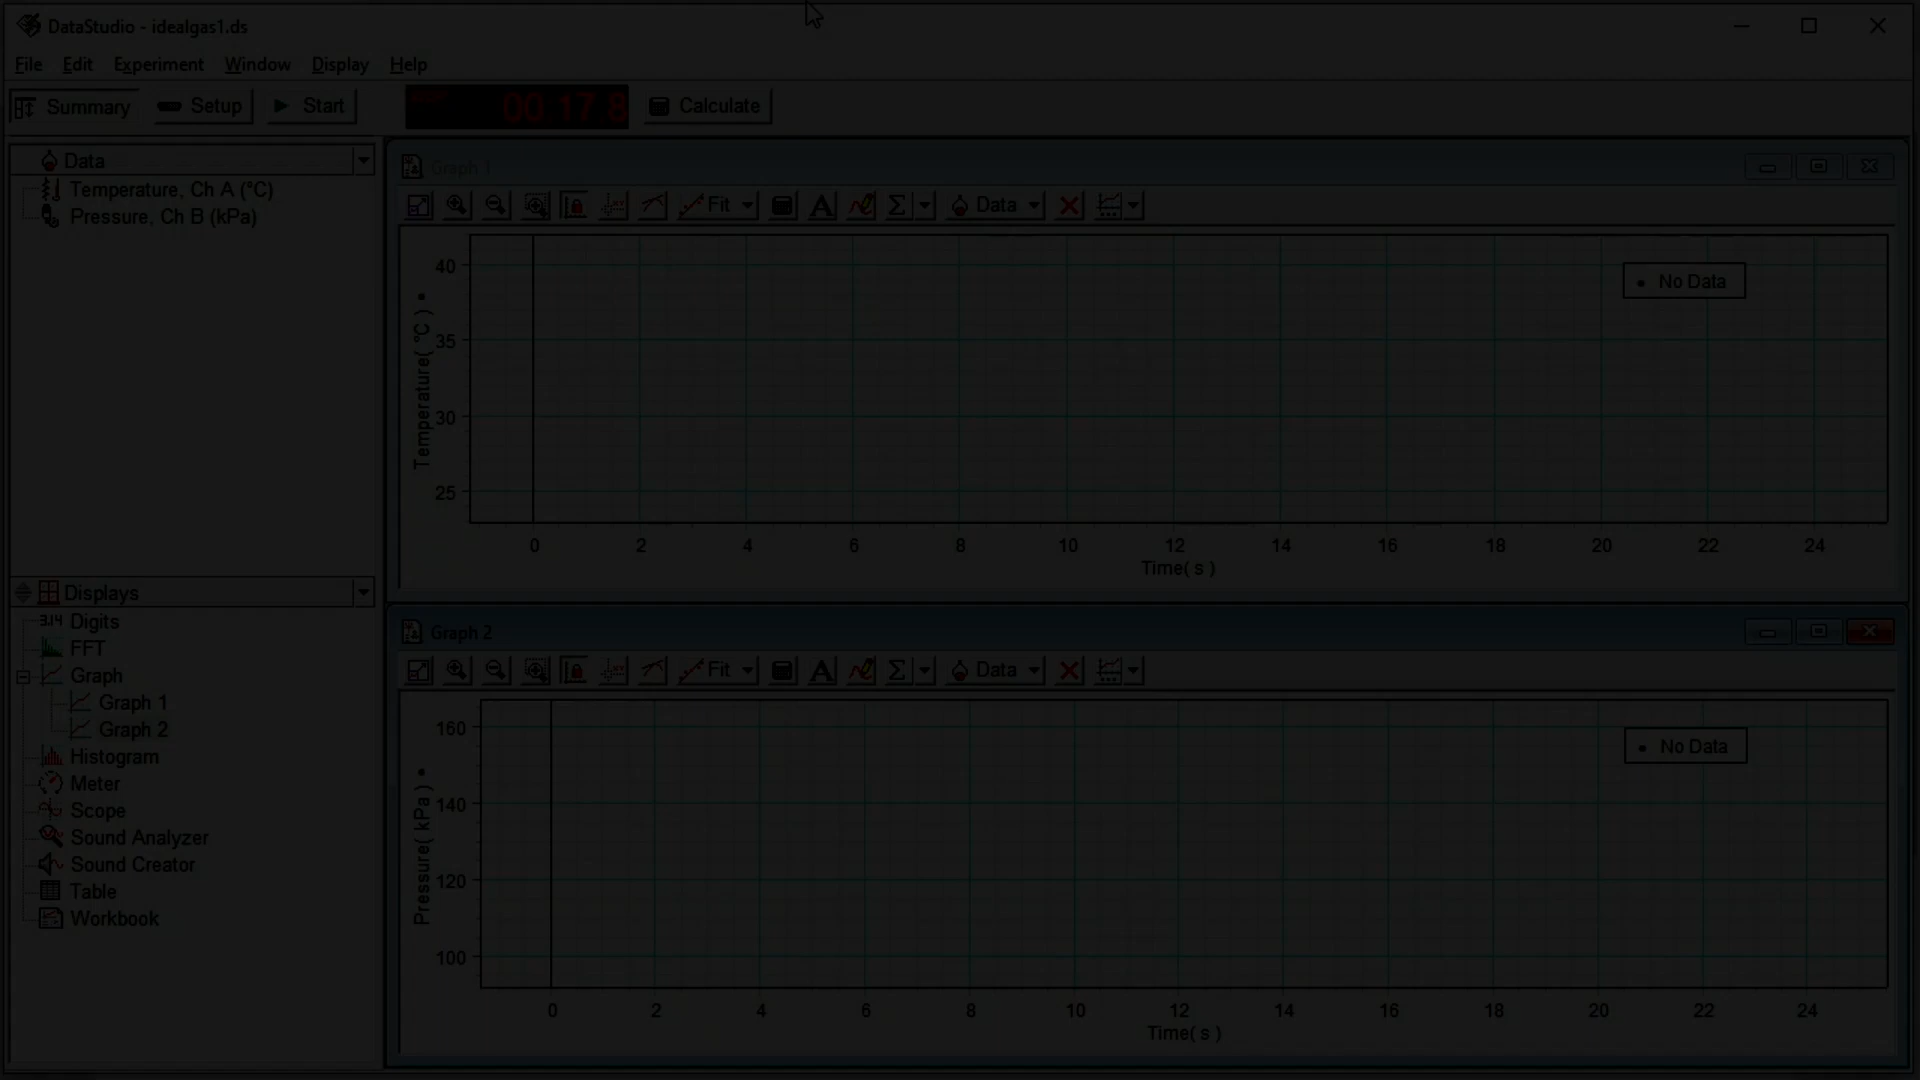 DataStudio - idealgas1.ds
File Edit Experiment Window Display Help
Summary Setup Start 00 17 8 Calculate
Data
Temperature, Ch A (°C)
Pressure, Ch B (kPa)
Displays
3.14 Digits
FFT
Graph
Graph 1
Graph 2
Histogram
Meter
Scope
Sound Analyzer
Sound Creator
Table
Workbook
Graph 1
Fit A Σ Data
No Data
Temperature( °C )
40
35
30
25
0 2 4 6 8 10 12 14 16 18 20 22 24
Time( s )
Graph 2
Fit A Σ Data
No Data
Pressure( kPa )
160
140
120
100
0 2 4 6 8 10 12 14 16 18 20 22 24
Time( s )